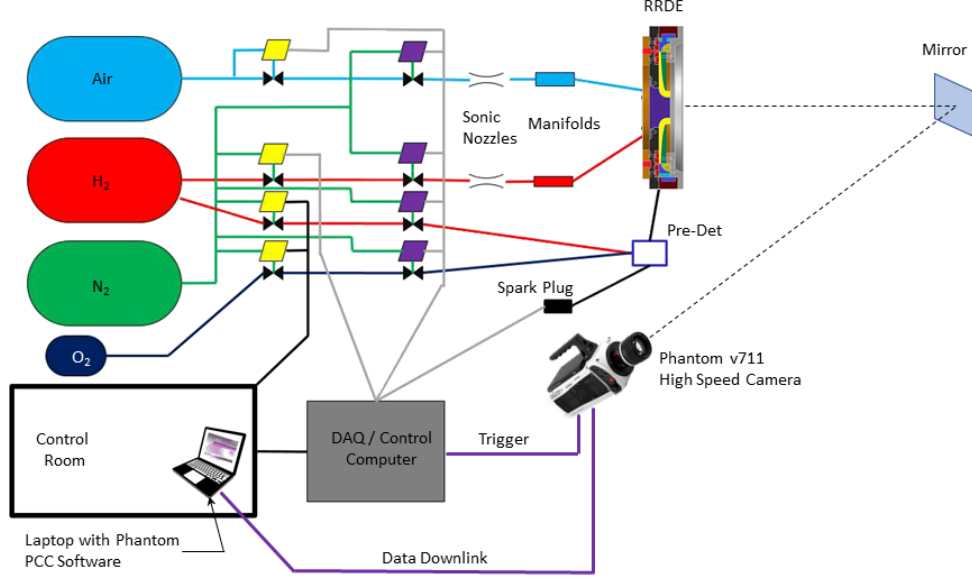 RRDE
Air
Mirror
Sonic
Nozzles
Manifolds
H2
Pre-Det
N2
Spark Plug
O2
Phantom v711
High Speed Camera
Control
Room
DAQ / Control
Computer
Trigger
Laptop with Phantom
PCC Software
Data Downlink